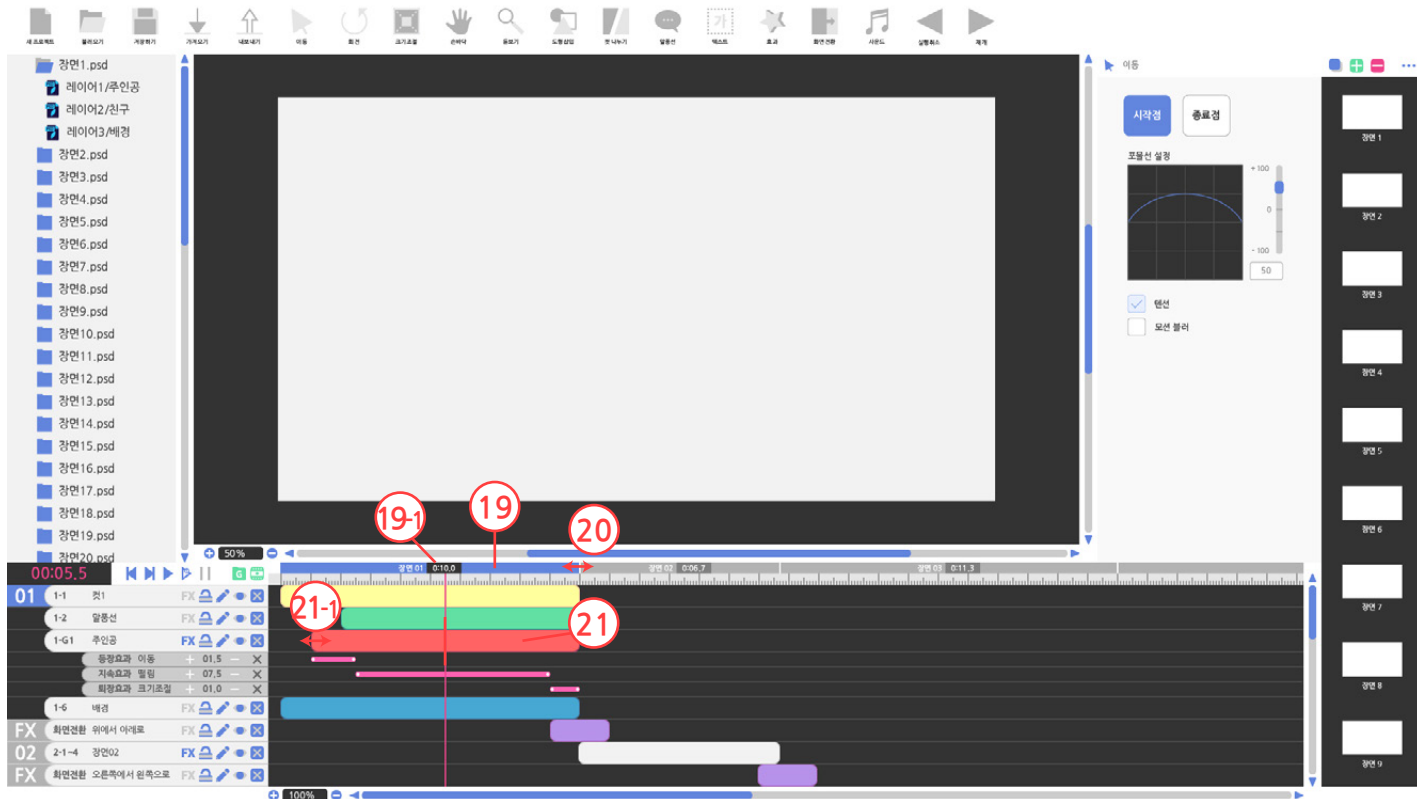 새 프로젝트 불러오기 저장하기 가져오기 내보내기 이동 회전 크기조절 손바닥 돋보기 도형삽입 컷 나누기 말풍선 텍스트 효과 화면전환 사운드 실행취소 재개
가
장면1.psd
레이어1/주인공
레이어2/친구
레이어3/배경
장면2.psd
장면3.psd
장면4.psd
장면5.psd
장면6.psd
장면7.psd
장면8.psd
장면9.psd
장면10.psd
장면11.psd
장면12.psd
장면13.psd
장면14.psd
장면15.psd
장면16.psd
장면17.psd
장면18.psd
장면19.psd
장면20.psd
이동
시작점 종료점
포물선 설정
+ 100
0
- 100
50
텐션
모션 블러
장면 1
장면 2
장면 3
장면 4
장면 5
장면 6
장면 7
장면 8
장면 9
19-1 19 20
50%
00:05.5 G 장면 01 0:10.0 장면 02 0:06.7 장면 03 0:11.3
01 1-1 컷1 FX
21-1 21
1-2 말풍선 FX
1-G1 주인공 FX
등장효과 이동 + 01.5 − X
지속효과 떨림 + 07.5 − X
퇴장효과 크기조절 + 01.0 − X
1-6 배경 FX
FX 화면전환 위에서 아래로 FX
02 2-1-4 장면02 FX
FX 화면전환 오른쪽에서 왼쪽으로 FX
100%